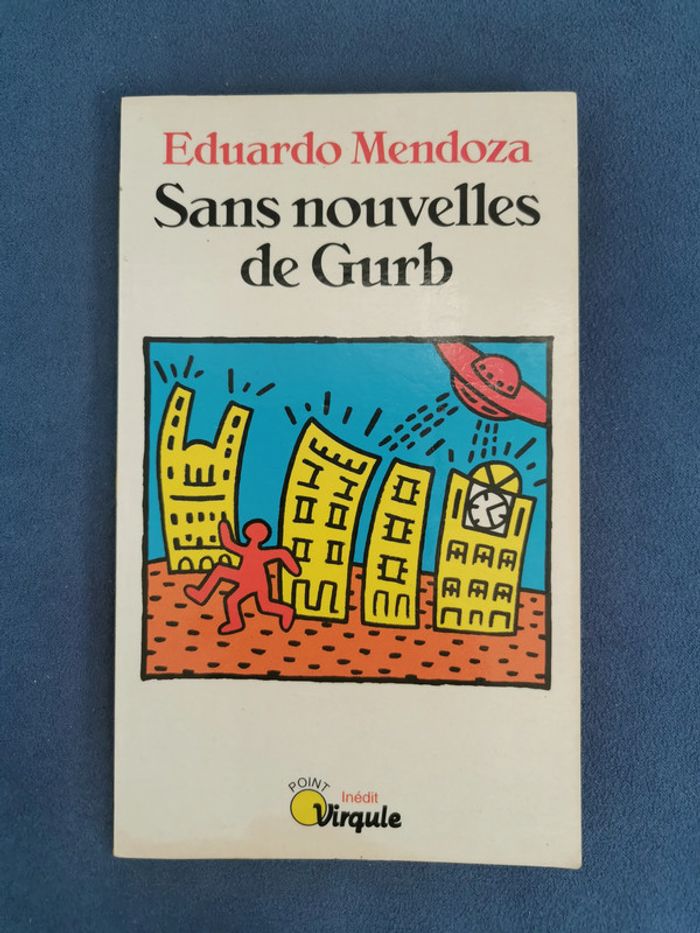 Eduardo Mendoza
Sans nouvelles
de Gurb
POINT
Inédit
Virgule